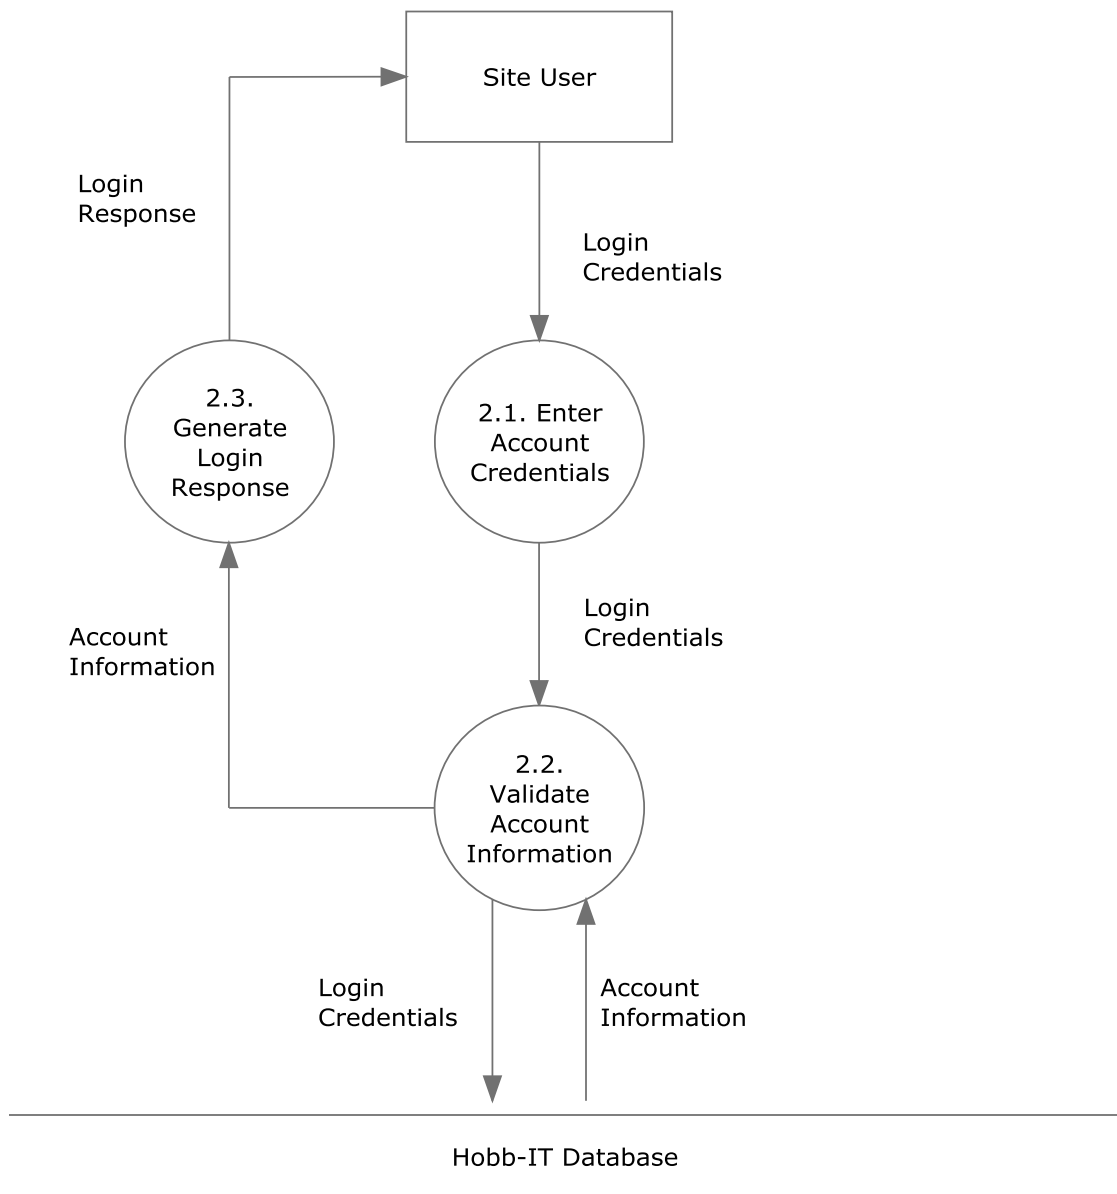 Site User
Login
Response
Login
Credentials
2.3.
Generate
Login
Response
2.1. Enter
Account
Credentials
Login
Credentials
Account
Information
2.2.
Validate
Account
Information
Login
Credentials
Account
Information
Hobb-IT Database